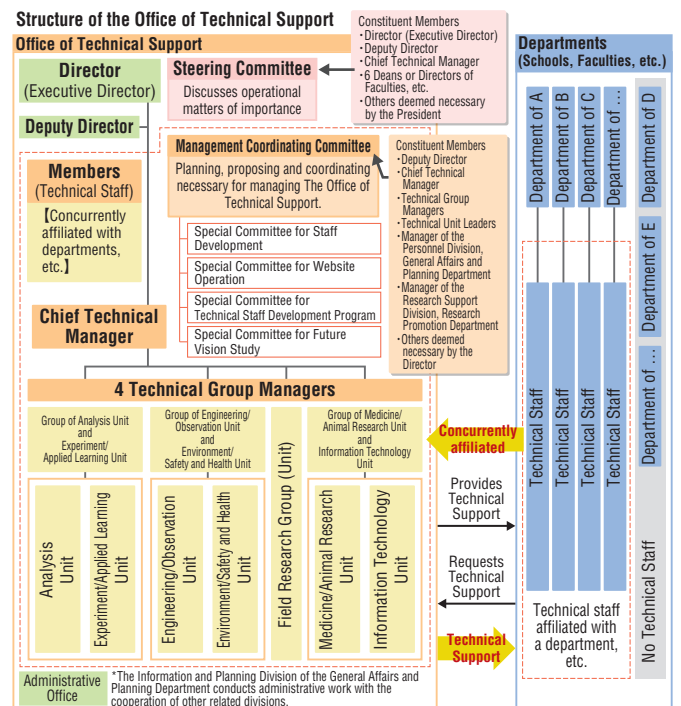 Structure of the Office of Technical Support
Office of Technical Support
Director
(Executive Director)
Deputy Director
Steering Committee
Discusses operational
matters of importance
Constituent Members
・Director (Executive Director)
・Deputy Director
・Chief Technical Manager
・6 Deans or Directors of
Faculties, etc.
・Others deemed necessary
by the President
Members
(Technical Staff)
【Concurrently
affiliated with
departments,
etc.】
Management Coordinating Committee
Planning, proposing and coordinating
necessary for managing The Office of
Technical Support.
Special Committee for Staff
Development
Special Committee for Website
Operation
Special Committee for
Technical Staff Development Program
Special Committee for Future
Vision Study
Constituent Members
・Deputy Director
・Chief Technical
Manager
・Technical Group
Managers
・Technical Unit Leaders
・Manager of the
Personnel Division,
General Affairs and
Planning Department
・Manager of the
Research Support
Division, Research
Promotion Department
・Others deemed
necessary by the
Director
Chief Technical
Manager
4 Technical Group Managers
Group of Analysis Unit
and
Experiment/
Applied Learning Unit
Group of Engineering/
Observation Unit
and
Environment/
Safety and Health Unit
Group of Medicine/
Animal Research Unit
and
Information Technology
Unit
Analysis
Unit
Experiment/Applied Learning
Unit
Engineering/Observation
Unit
Environment/Safety and Health
Unit
Field Research Group (Unit)
Medicine/Animal Research
Unit
Information Technology
Unit
Administrative
Office
*The Information and Planning Division of the General Affairs and
Planning Department conducts administrative work with the
cooperation of other related divisions.
Concurrently
affiliated
Provides
Technical
Support
Requests
Technical
Support
Technical
Support
Departments
(Schools, Faculties, etc.)
Department of A
Department of B
Department of C
Department of ...
Department of D
Department of E
Department of ...
Technical Staff
Technical Staff
Technical Staff
Technical Staff
Technical staff
affiliated with
a department,
etc.
No Technical Staff